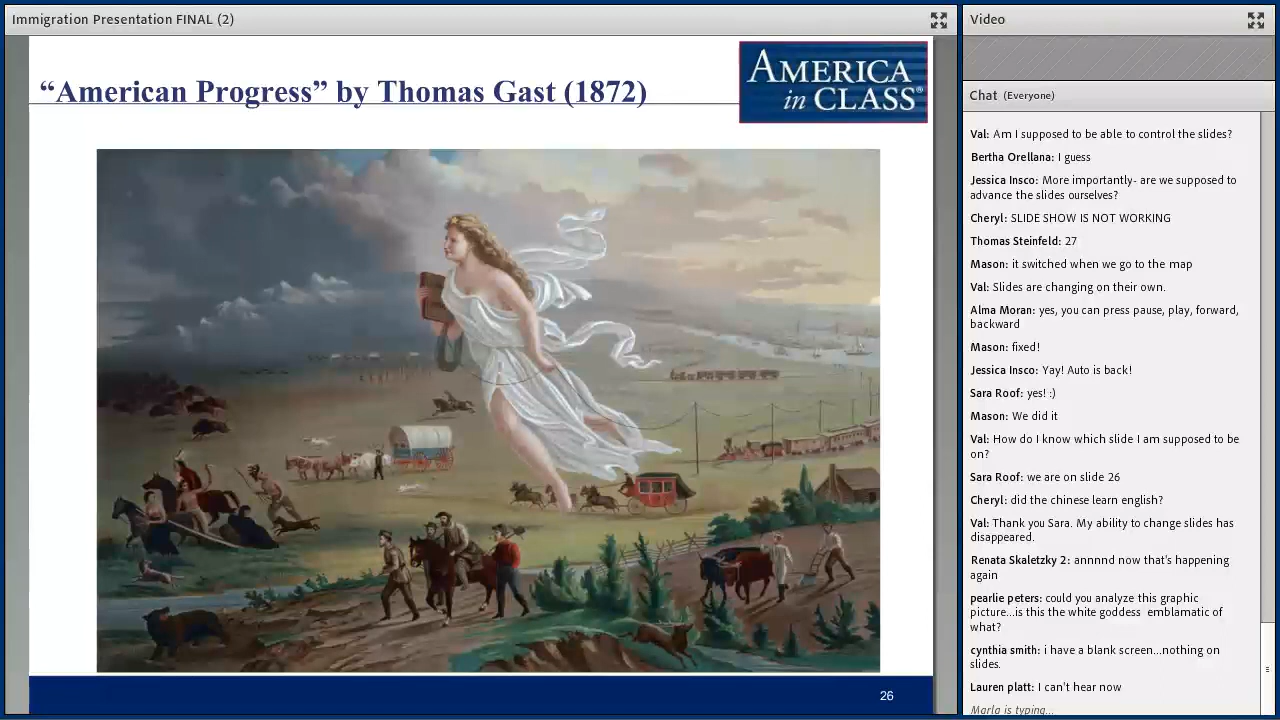 Immigration Presentation FINAL (2)
“American Progress” by Thomas Gast (1872)
AMERICA
in CLASS®
26
Video
Chat (Everyone)
Val: Am I supposed to be able to control the slides?
Bertha Orellana: I guess
Jessica Insco: More importantly- are we supposed to
advance the slides ourselves?
Cheryl: SLIDE SHOW IS NOT WORKING
Thomas Steinfeld: 27
Mason: it switched when we go to the map
Val: Slides are changing on their own.
Alma Moran: yes, you can press pause, play, forward,
backward
Mason: fixed!
Jessica Insco: Yay! Auto is back!
Sara Roof: yes! :)
Mason: We did it
Val: How do I know which slide I am supposed to be
on?
Sara Roof: we are on slide 26
Cheryl: did the chinese learn english?
Val: Thank you Sara. My ability to change slides has
disappeared.
Renata Skaletzky 2: annnnd now that's happening
again
pearlie peters: could you analyze this graphic
picture...is this the white goddess emblamatic of
what?
cynthia smith: i have a blank screen...nothing on
slides.
Lauren platt: I can't hear now
Marla is typing...